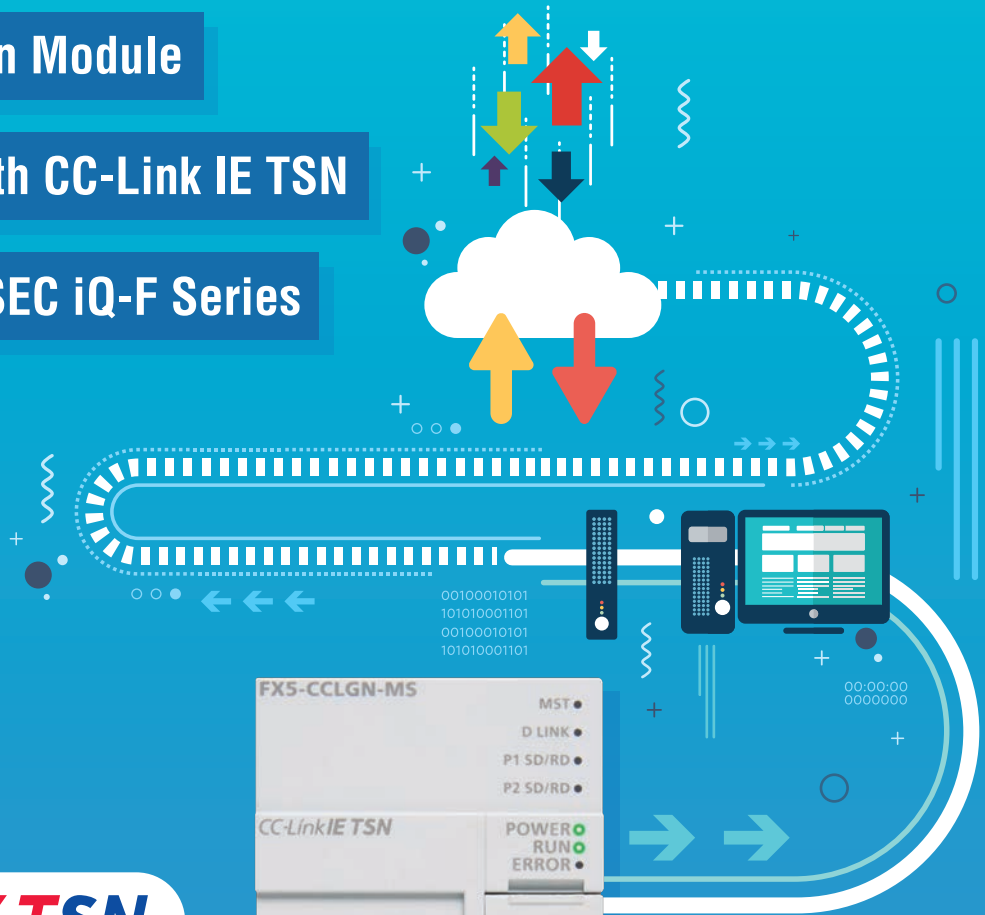 n Module
th CC-Link IE TSN
SEC iQ-F Series
00100010101
101010001101
00100010101
101010001101
00:00:00
0000000
FX5-CCLGN-MS
MST
D LINK
P1 SD/RD
P2 SD/RD
CC-Link IE TSN
POWER
RUN
ERROR
TSN